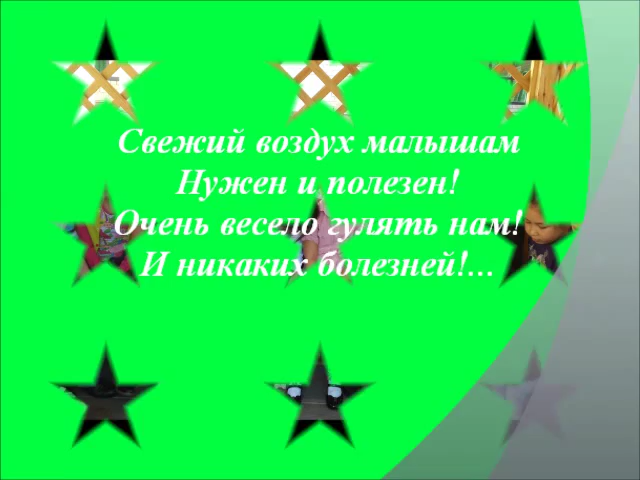 Свежий воздух малышам
Нужен и полезен!
Очень весело гулять нам!
И никаких болезней!...